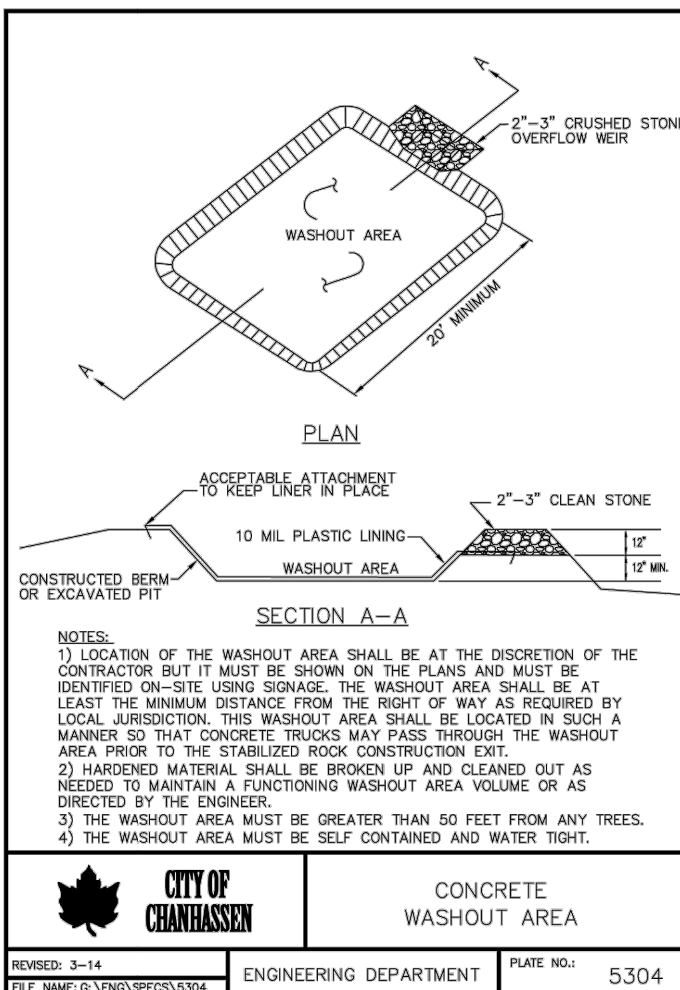 A
2"-3" CRUSHED STONE
OVERFLOW WEIR
WASHOUT AREA
20' MINIMUM
A
PLAN
ACCEPTABLE ATTACHMENT
TO KEEP LINER IN PLACE
2"-3" CLEAN STONE
10 MIL PLASTIC LINING
12"
WASHOUT AREA
12" MIN.
CONSTRUCTED BERM
OR EXCAVATED PIT
SECTION A-A
NOTES:
1) LOCATION OF THE WASHOUT AREA SHALL BE AT THE DISCRETION OF THE
CONTRACTOR BUT IT MUST BE SHOWN ON THE PLANS AND MUST BE
IDENTIFIED ON-SITE USING SIGNAGE. THE WASHOUT AREA SHALL BE AT
LEAST THE MINIMUM DISTANCE FROM THE RIGHT OF WAY AS REQUIRED BY
LOCAL JURISDICTION. THIS WASHOUT AREA SHALL BE LOCATED IN SUCH A
MANNER SO THAT CONCRETE TRUCKS MAY PASS THROUGH THE WASHOUT
AREA PRIOR TO THE STABILIZED ROCK CONSTRUCTION EXIT.
2) HARDENED MATERIAL SHALL BE BROKEN UP AND CLEANED OUT AS
NEEDED TO MAINTAIN A FUNCTIONING WASHOUT AREA VOLUME OR AS
DIRECTED BY THE ENGINEER.
3) THE WASHOUT AREA MUST BE GREATER THAN 50 FEET FROM ANY TREES.
4) THE WASHOUT AREA MUST BE SELF CONTAINED AND WATER TIGHT.
CITY OF
CHANHASSEN
CONCRETE
WASHOUT AREA
REVISED: 3-14
FILE NAME: G:\ENG\SPECS\5304
ENGINEERING DEPARTMENT
PLATE NO.:
5304